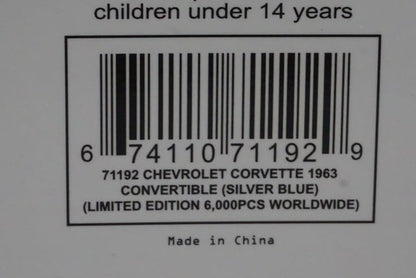 children under 14 years
6 74110 71192 9
71192 CHEVROLET CORVETTE 1963
CONVERTIBLE (SILVER BLUE)
(LIMITED EDITION 6,000PCS WORLDWIDE)
Made in China